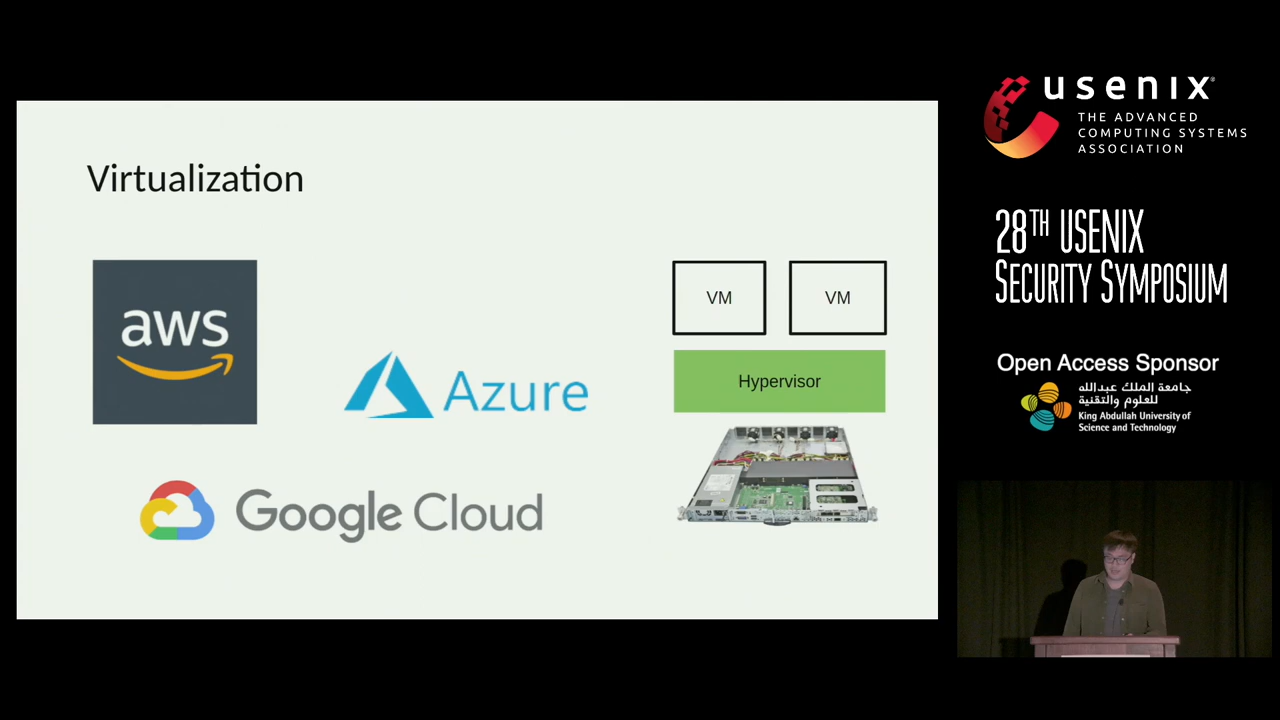 Virtualization
aws
Azure
Google Cloud
VM
VM
Hypervisor
usenix
THE ADVANCED
COMPUTING SYSTEMS
ASSOCIATION
28TH USENIX
SECURITY SYMPOSIUM
Open Access Sponsor
جامعة الملك عبدالله
للعلوم والتقنية
King Abdullah University of
Science and Technology